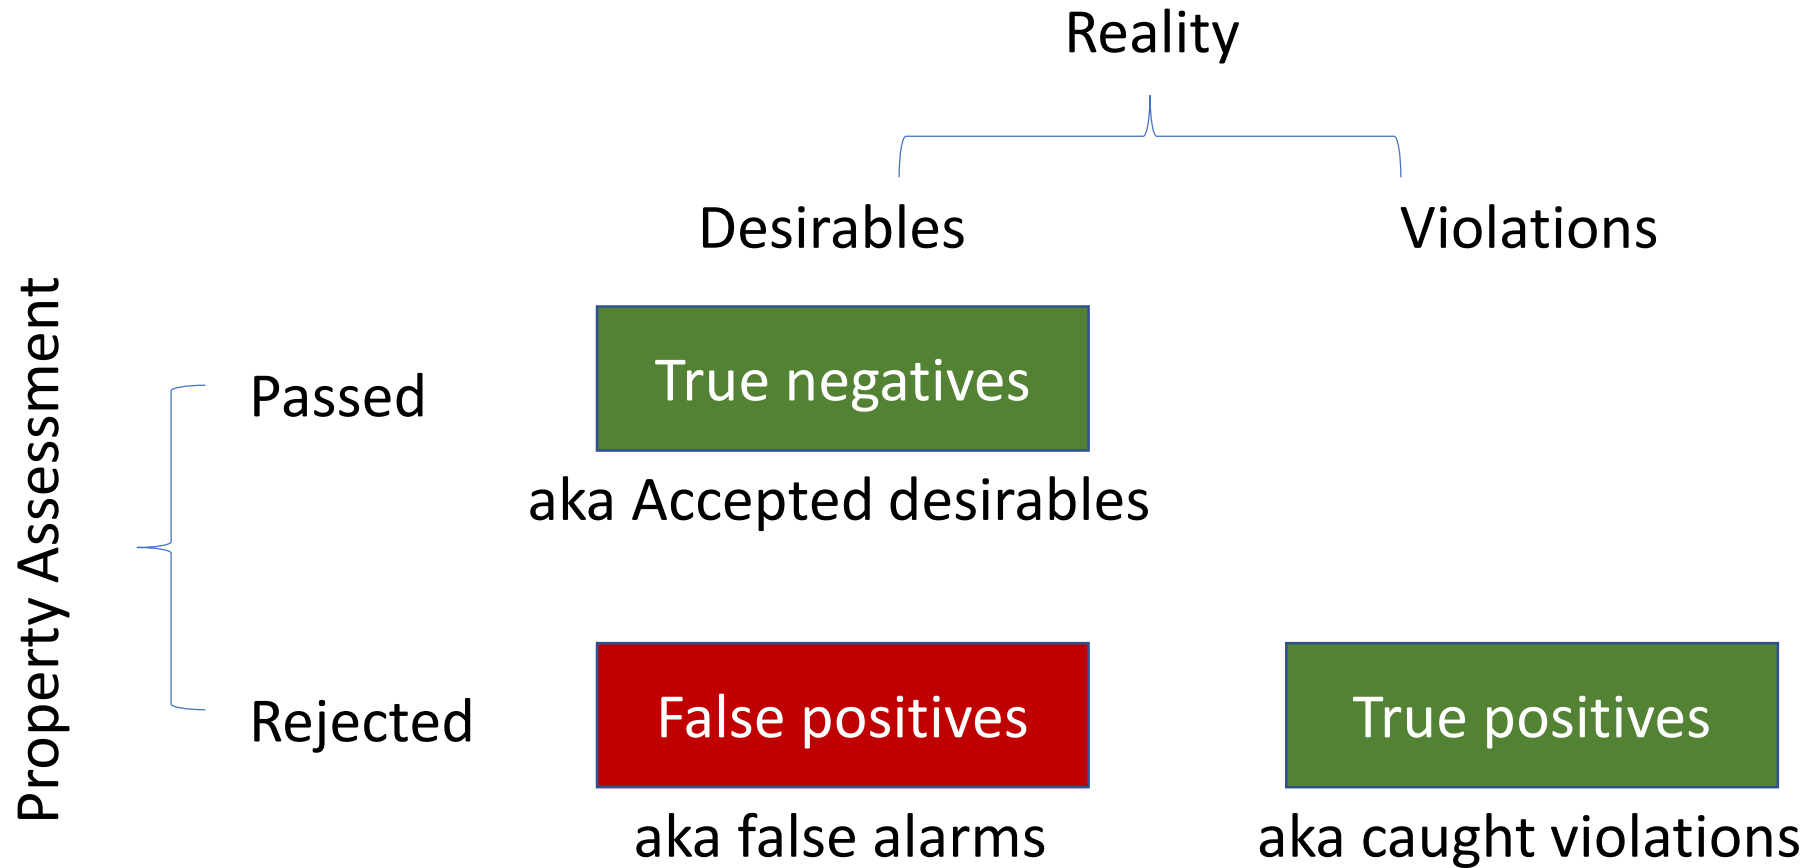 Reality
Desirables
Violations
Property Assessment
Passed
True negatives
aka Accepted desirables
Rejected
False positives
True positives
aka false alarms
aka caught violations